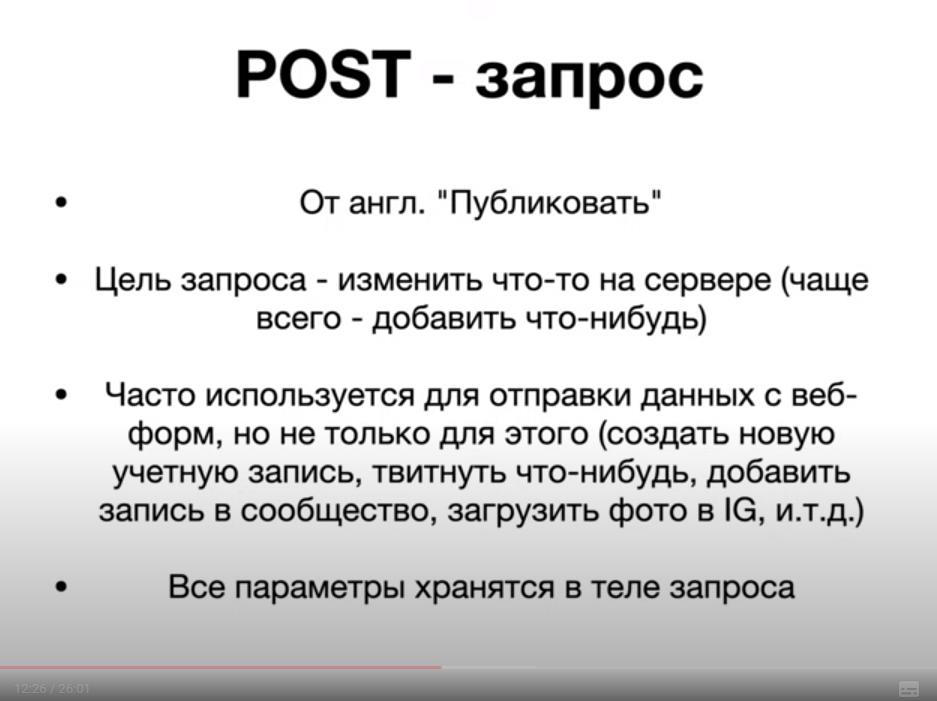 POST - запрос
• От англ. "Публиковать"
• Цель запроса - изменить что-то на сервере (чаще
всего - добавить что-нибудь)
• Часто используется для отправки данных с веб-
форм, но не только для этого (создать новую
учетную запись, твитнуть что-нибудь, добавить
запись в сообщество, загрузить фото в IG, и.т.д.)
• Все параметры хранятся в теле запроса
12:26 / 26:01